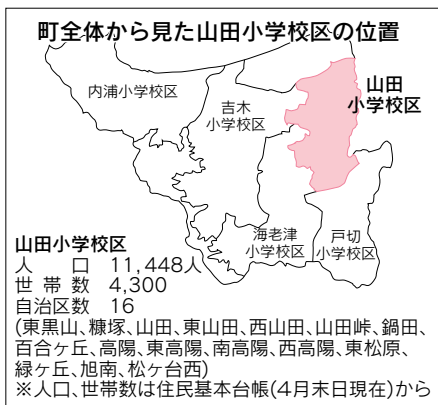 町全体から見た山田小学校区の位置
内浦小学校区
吉木
小学校区
山田
小学校区
海老津
小学校区
戸切
小学校区
山田小学校区
人口 11,448人
世帯数 4,300
自治区数 16
(東黒山、糠塚、山田、東山田、西山田、山田峠、鍋田、
百合ヶ丘、高陽、東高陽、南高陽、西高陽、東松原、
緑ヶ丘、旭南、松ヶ台西)
※人口、世帯数は住民基本台帳(4月末日現在)から